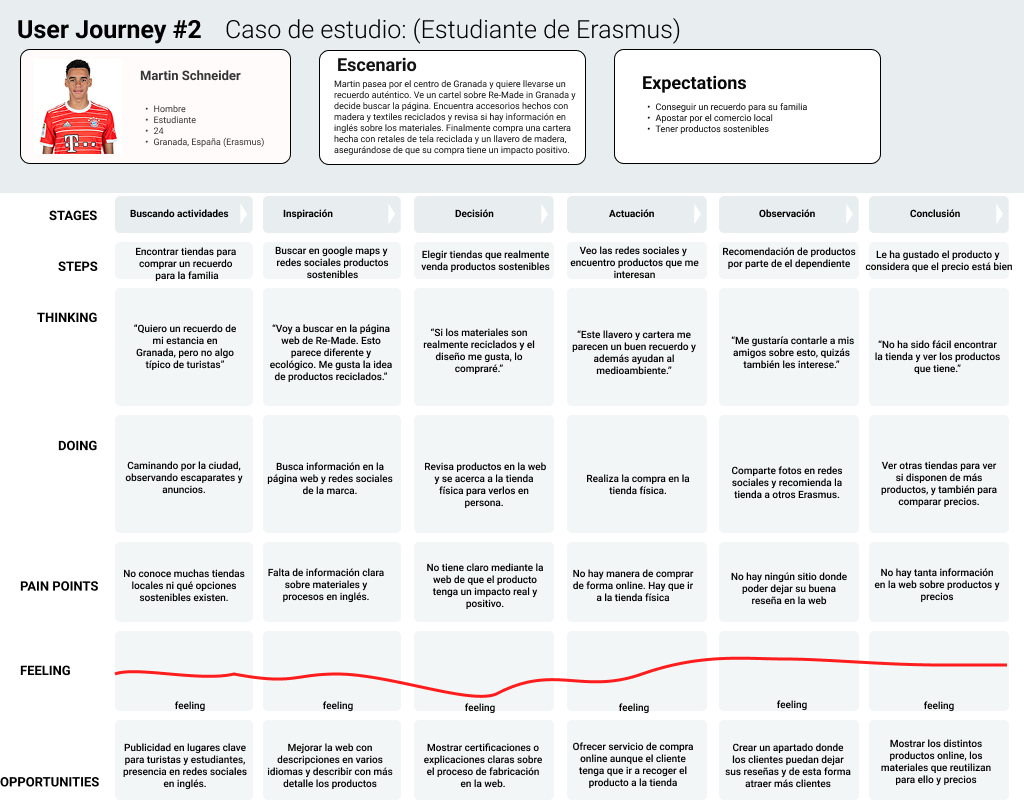 User Journey #2 Caso de estudio: (Estudiante de Erasmus)
Martin Schneider
• Hombre
• Estudiante
• 24
• Granada, España (Erasmus)
Escenario
Martin pasea por el centro de Granada y quiere llevarse un
recuerdo auténtico. Ve un cartel sobre Re-Made in Granada y
decide buscar la página. Encuentra accesorios hechos con
madera y textiles reciclados y revisa si hay información en
inglés sobre los materiales. Finalmente compra una cartera
hecha con retales de tela reciclada y un llavero de madera,
asegurándose de que su compra tiene un impacto positivo.
Expectations
• Conseguir un recuerdo para su familia
• Apostar por el comercio local
• Tener productos sostenibles
STAGES
Buscando actividades
Inspiración
Decisión
Actuación
Observación
Conclusión
STEPS
Encontrar tiendas para
comprar un recuerdo
para la familia
Buscar en google maps y
redes sociales productos
sostenibles
Elegir tiendas que realmente
venda productos sostenibles
Veo las redes sociales y
encuentro productos que me
interesan
Recomendación de productos
por parte de el dependiente
Le ha gustado el producto y
considera que el precio está bien
THINKING
“Quiero un recuerdo de
mi estancia en
Granada, pero no algo
típico de turistas”
“Voy a buscar en la página
web de Re-Made. Esto
parece diferente y
ecológico. Me gusta la idea
de productos reciclados.”
“Si los materiales son
realmente reciclados y el
diseño me gusta, lo
compraré.”
“Este llavero y cartera me
parecen un buen recuerdo y
además ayudan al
medioambiente.”
“Me gustaría contarle a mis
amigos sobre esto, quizás
también les interese.”
“No ha sido fácil encontrar
la tienda y ver los productos
que tiene.”
DOING
Caminando por la ciudad,
observando escaparates y
anuncios.
Busca información en la
página web y redes sociales
de la marca.
Revisa productos en la web
y se acerca a la tienda
física para verlos en
persona.
Realiza la compra en la
tienda física.
Comparte fotos en redes
sociales y recomienda la
tienda a otros Erasmus.
Ver otras tiendas para ver
si disponen de más
productos, y también para
comparar precios.
PAIN POINTS
No conoce muchas tiendas
locales ni qué opciones
sostenibles existen.
Falta de información clara
sobre materiales y
procesos en inglés.
No tiene claro mediante la
web de que el producto
tenga un impacto real y
positivo.
No hay manera de comprar
de forma online. Hay que ir
a la tienda física
No hay ningún sitio donde
poder dejar su buena
reseña en la web
No hay tanta información
en la web sobre productos y
precios
FEELING
feeling
feeling
feeling
feeling
feeling
feeling
OPPORTUNITIES
Publicidad en lugares clave
para turistas y estudiantes,
presencia en redes sociales
en inglés.
Mejorar la web con
descripciones en varios
idiomas y describir con más
detalle los productos
Mostrar certificaciones o
explicaciones claras sobre
el proceso de fabricación
en la web.
Ofrecer servicio de compra
online aunque el cliente
tenga que ir a recoger el
producto a la tienda
Crear un apartado donde
los clientes puedan dejar
sus reseñas y de esta forma
atraer más clientes
Mostrar los distintos
productos online, los
materiales que reutilizan
para ello y precios